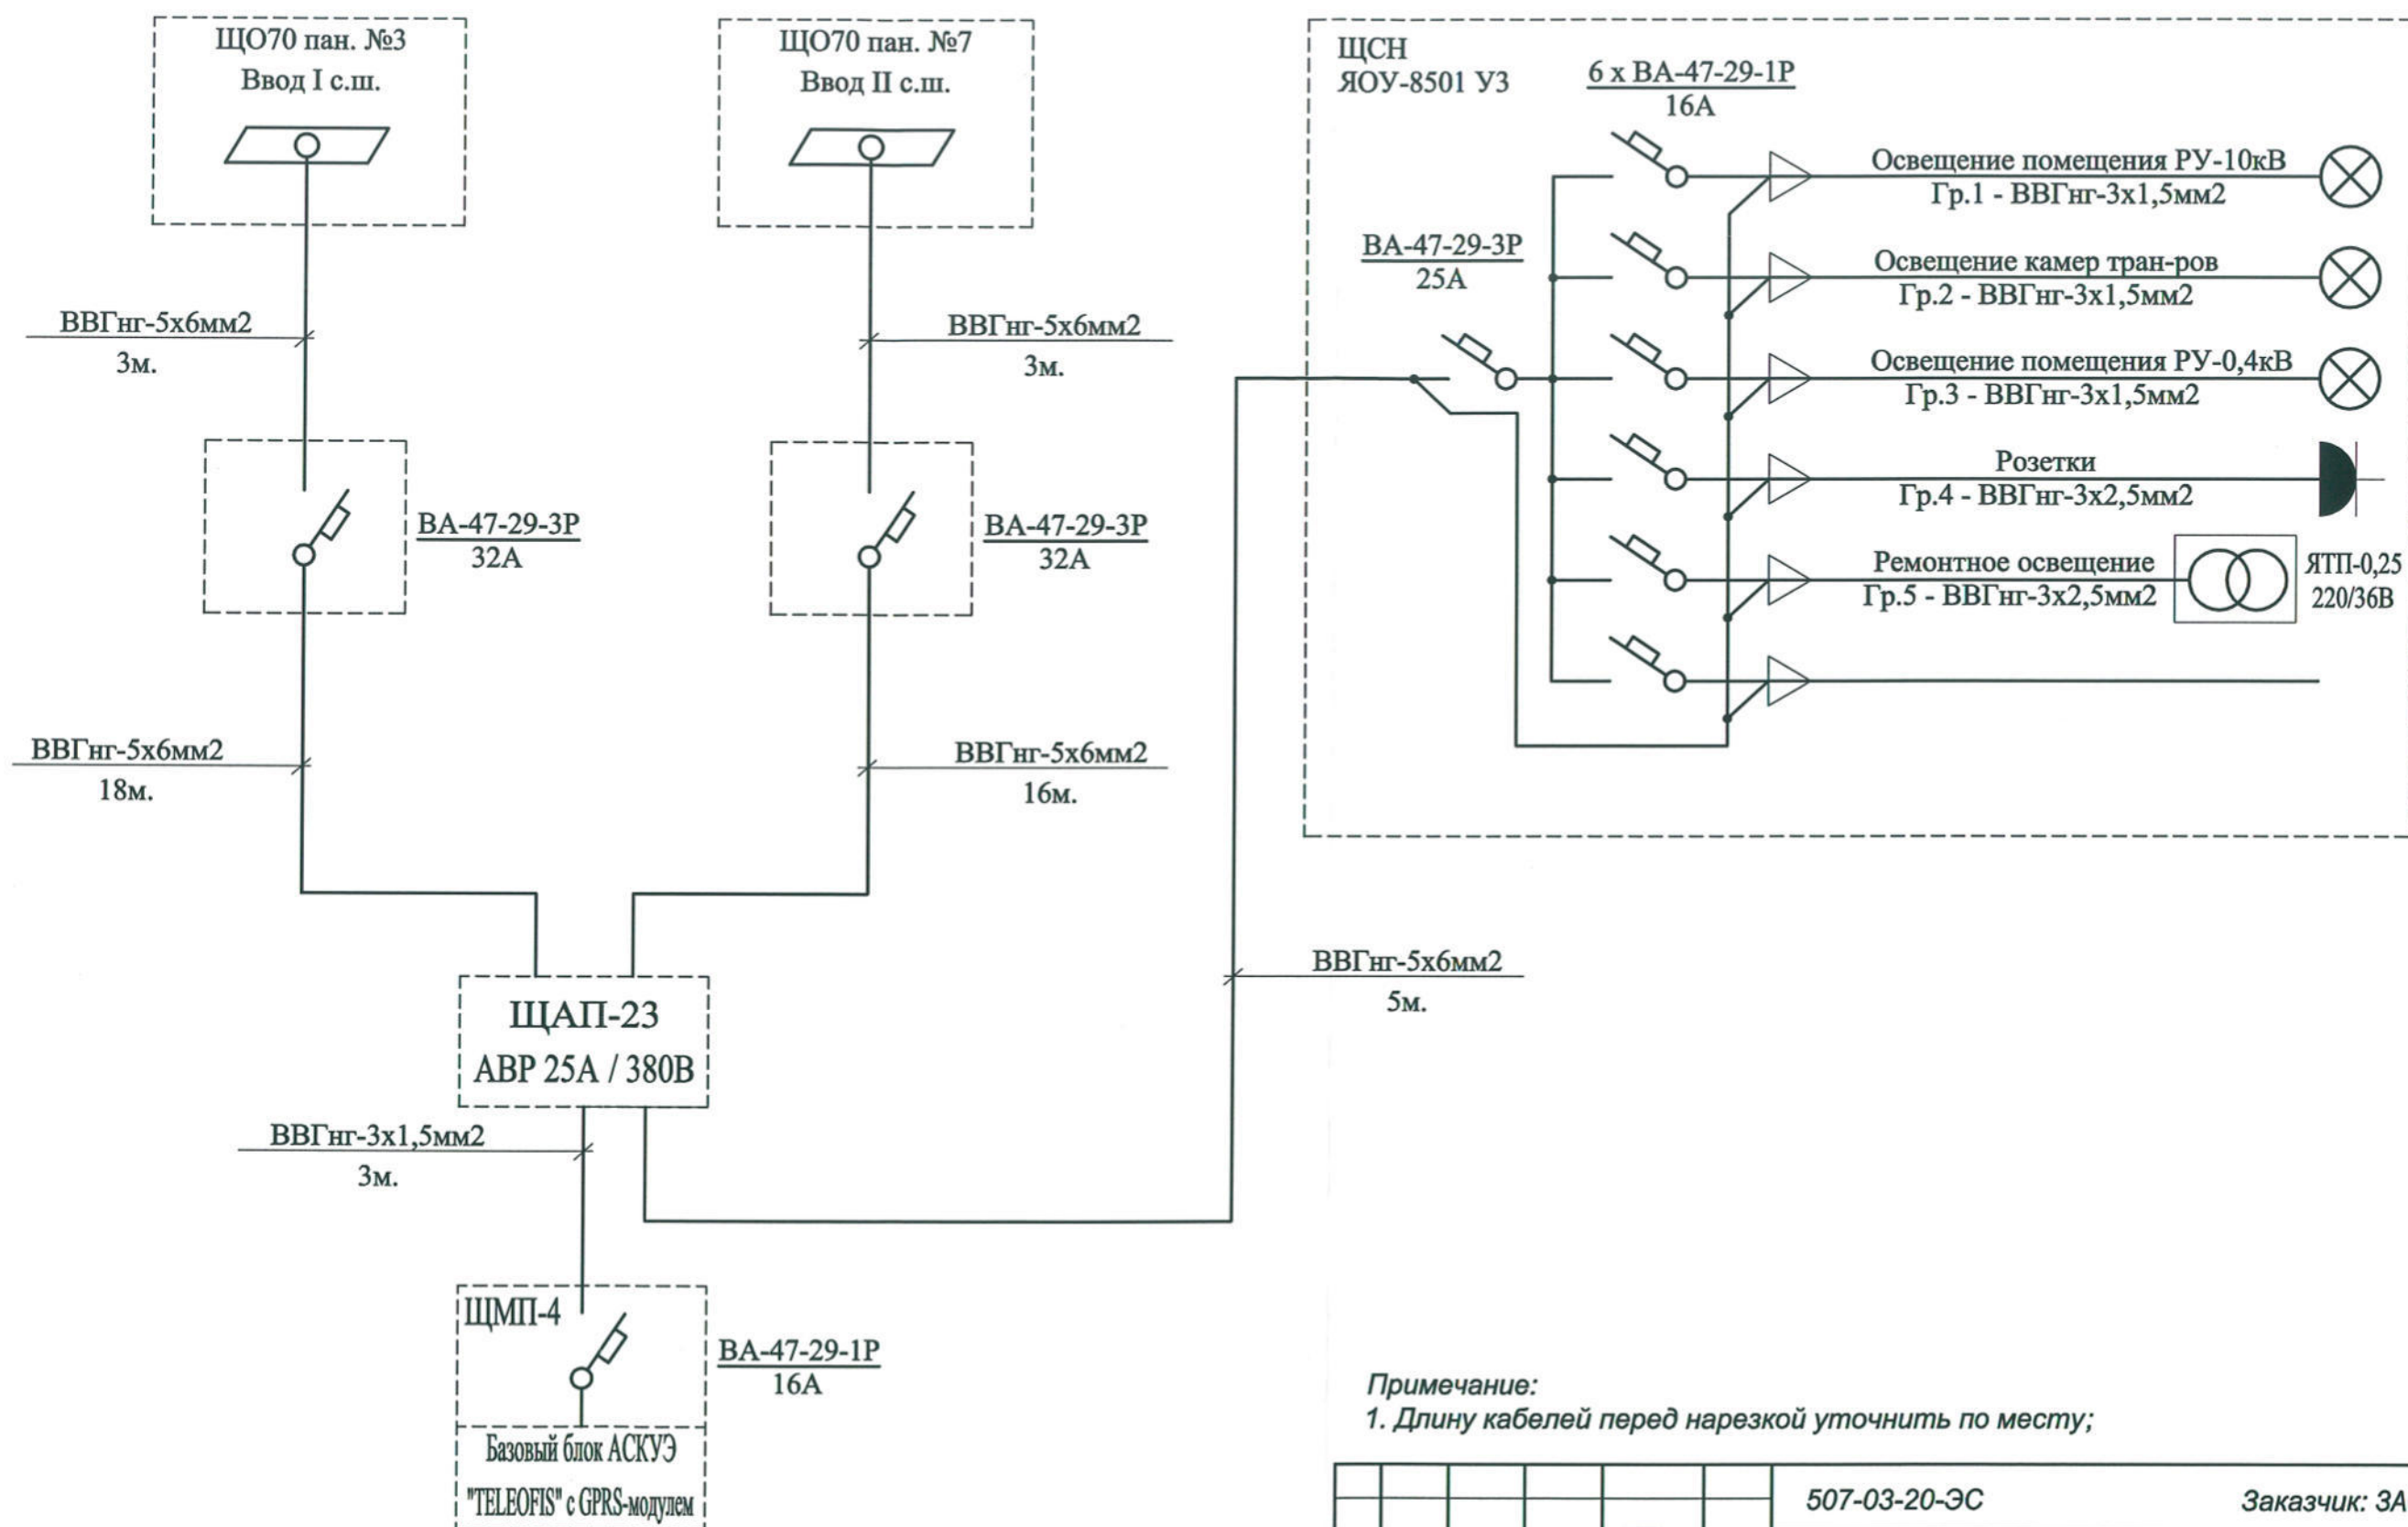 ЩО70 пан. №3
Ввод I с.ш.
ЩО70 пан. №7
Ввод II с.ш.
ВВГнг-5х6мм2
3м.
ВВГнг-5х6мм2
3м.
ВА-47-29-3Р
32А
ВА-47-29-3Р
32А
ВВГнг-5х6мм2
18м.
ВВГнг-5х6мм2
16м.
ЩАП-23
АВР 25А / 380В
ВВГнг-3х1,5мм2
3м.
ВВГнг-5х6мм2
5м.
ЩМП-4
ВА-47-29-1Р
16А
Базовый блок АСКУЭ
"TELEOFIS" с GPRS-модулем
ЩСН
ЯОУ-8501 У3
6 х ВА-47-29-1Р
16А
ВА-47-29-3Р
25А
Освещение помещения РУ-10кВ
Гр.1 - ВВГнг-3х1,5мм2
Освещение камер тран-ров
Гр.2 - ВВГнг-3х1,5мм2
Освещение помещения РУ-0,4кВ
Гр.3 - ВВГнг-3х1,5мм2
Розетки
Гр.4 - ВВГнг-3х2,5мм2
Ремонтное освещение
Гр.5 - ВВГнг-3х2,5мм2
ЯТП-0,25
220/36В
Примечание:
1. Длину кабелей перед нарезкой уточнить по месту;
507-03-20-ЭС
Заказчик: ЗА